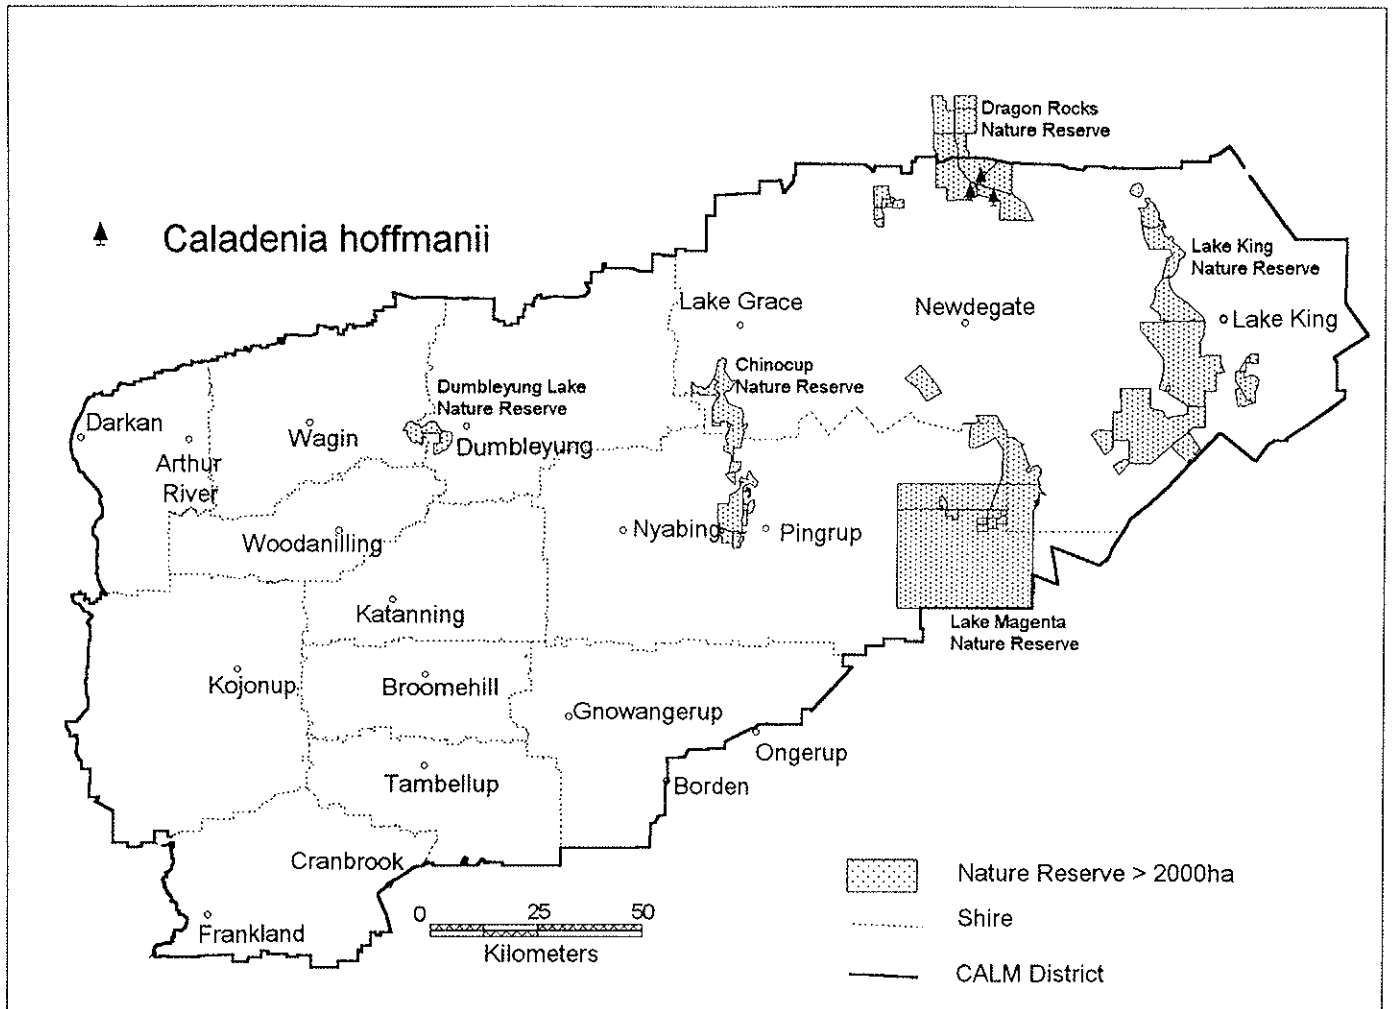 Dragon Rocks
Nature Reserve
Caladenia hoffmanii
Lake King
Nature Reserve
Lake Grace
Newdegate
Lake King
Chinocup
Nature Reserve
Dumbleyung Lake
Nature Reserve
Darkan
Wagin
Dumbleyung
Arthur
River
Woodanilling
Nyabing
Pingrup
Katanning
Lake Magenta
Nature Reserve
Kojonup
Broomehill
Gnowangerup
Ongerup
Tambellup
Borden
Cranbrook
Frankland
0 25 50
Kilometers
Nature Reserve > 2000ha
Shire
CALM District